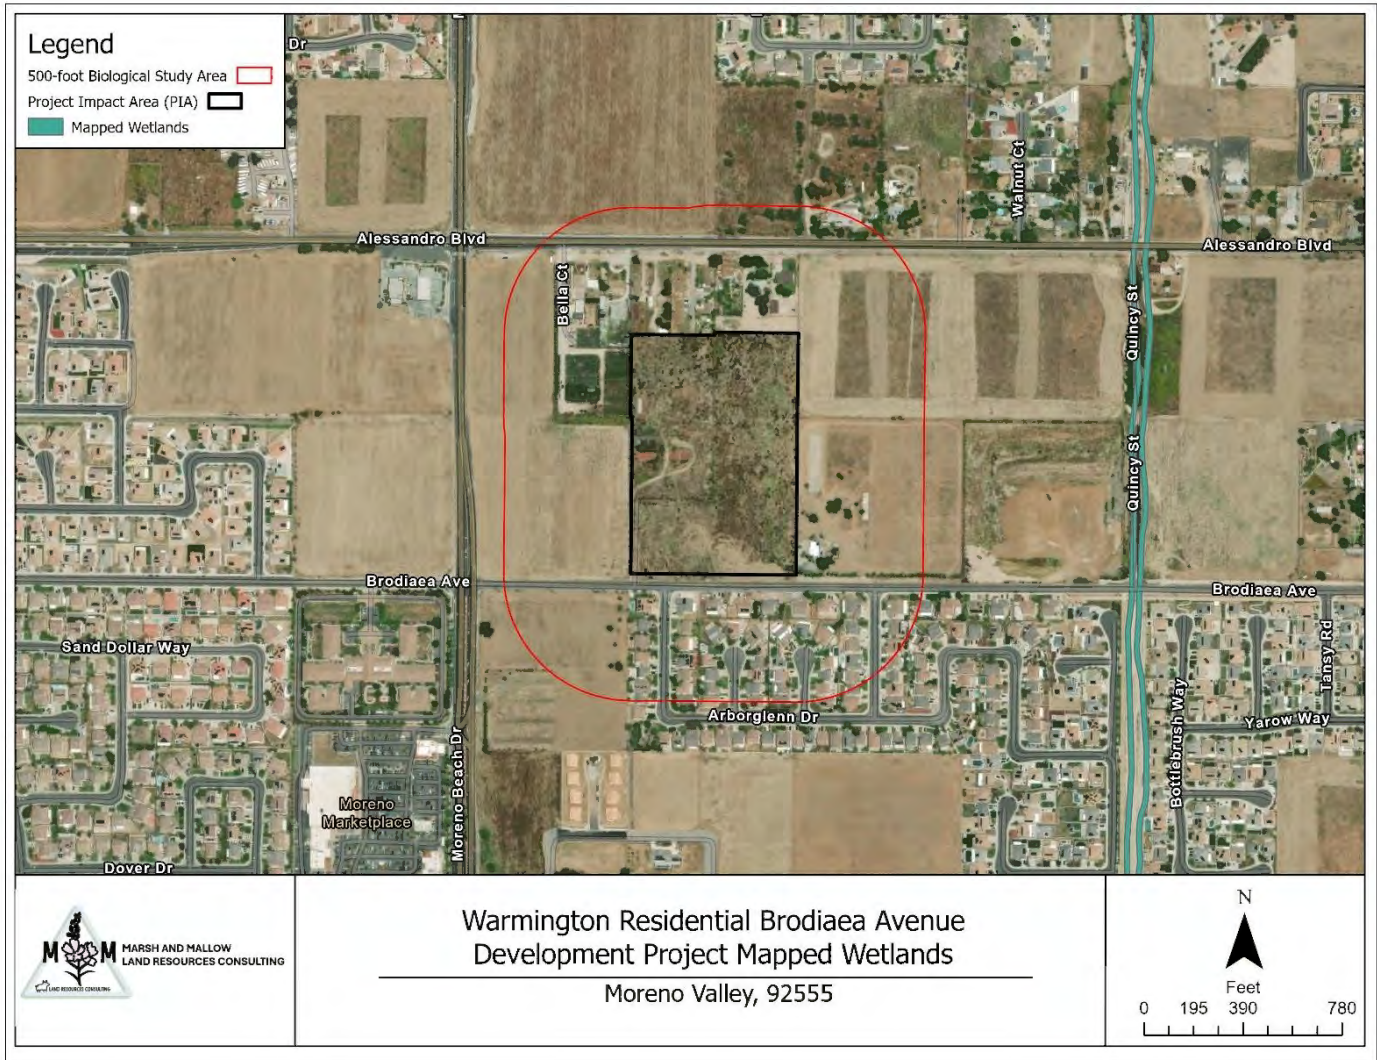 Legend
500-foot Biological Study Area
Project Impact Area (PIA)
Mapped Wetlands
Dr
Walnut Ct
Alessandro Blvd
Alessandro Blvd
Bella Ct
Quincy St
Quincy St
Brodiaea Ave
Brodiaea Ave
Sand Dollar Way
Tansy Rd
Arborglenn Dr
Yarow Way
Bottlebrush Way
Moreno Beach Dr
Moreno
Marketplace
Dover Dr
M M
MARSH AND MALLOW
LAND RESOURCES CONSULTING
LAND RESOURCES CONSULTING
Warmington Residential Brodiaea Avenue
Development Project Mapped Wetlands
Moreno Valley, 92555
N
Feet
0 195 390 780